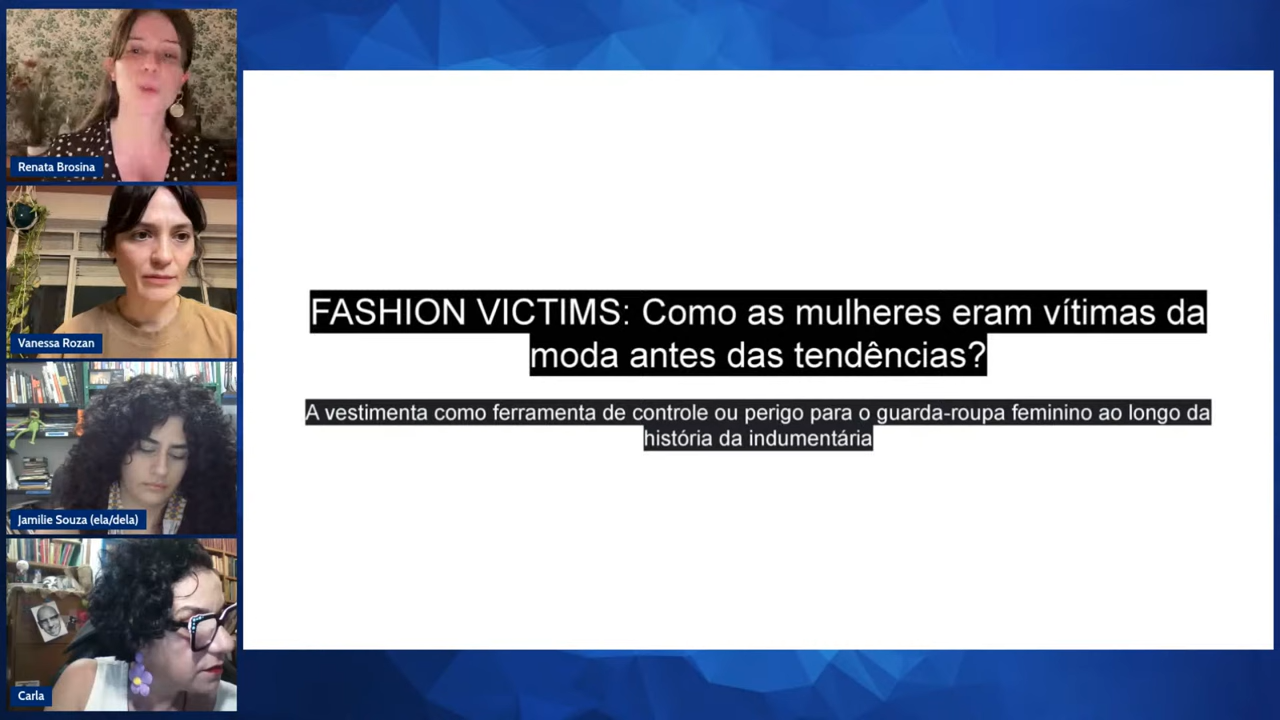 Renata Brosina
Vanessa Rozan
Jamilie Souza (ela/dela)
Carla
FASHION VICTIMS: Como as mulheres eram vítimas da
moda antes das tendências?
A vestimenta como ferramenta de controle ou perigo para o guarda-roupa feminino ao longo da
história da indumentária